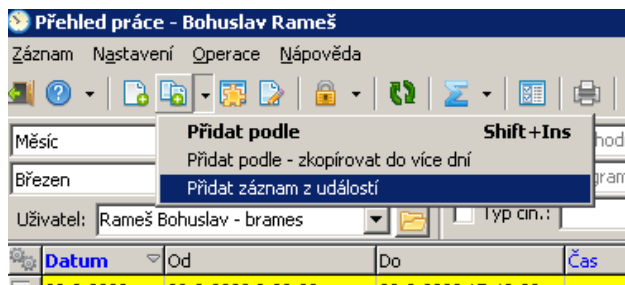 Přehled práce - Bohuslav Rameš
Záznam Nastavení Operace Nápověda
Přidat podle Shift+Ins
Měsíc
Přidat podle - zkopírovat do více dní
Březen
Přidat záznam z událostí
Uživatel: Rameš Bohuslav - brames Typ čin.:
Datum Od Do Čas